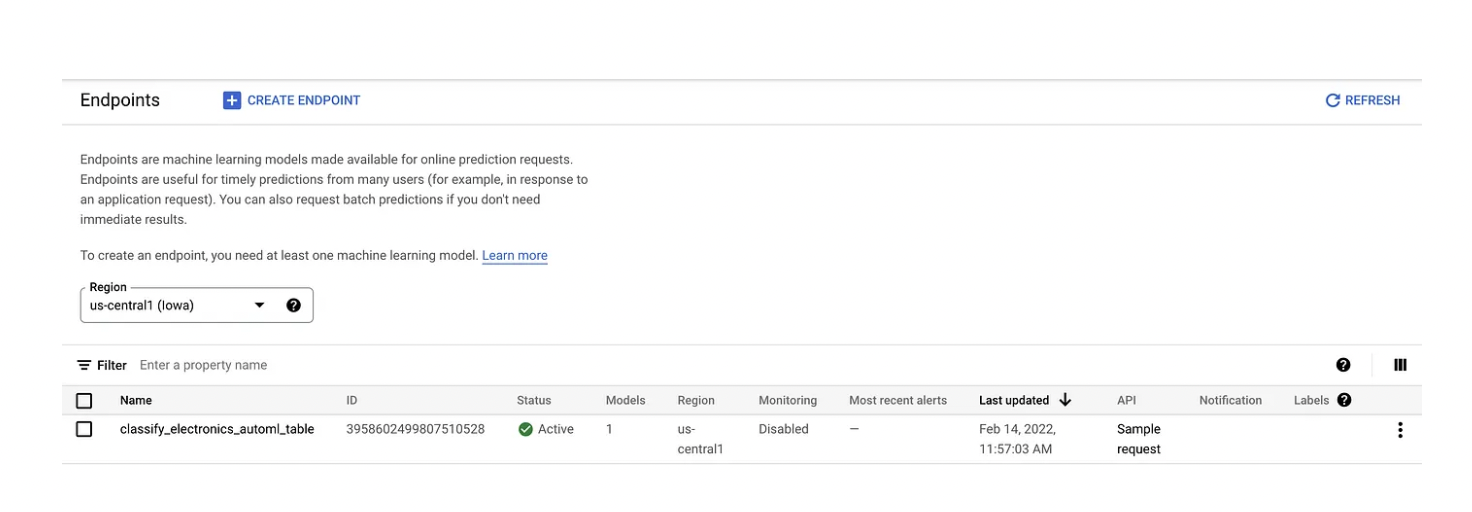 Endpoints CREATE ENDPOINT REFRESH
Endpoints are machine learning models made available for online prediction requests.
Endpoints are useful for timely predictions from many users (for example, in response to
an application request). You can also request batch predictions if you don't need
immediate results.
To create an endpoint, you need at least one machine learning model. Learn more
Region
us-central1 (Iowa)
Filter Enter a property name
Name ID Status Models Region Monitoring Most recent alerts Last updated API Notification Labels
classify_electronics_automl_table 3958602499807510528 Active 1 us- Disabled — Feb 14, 2022, Sample
central1 11:57:03 AM request